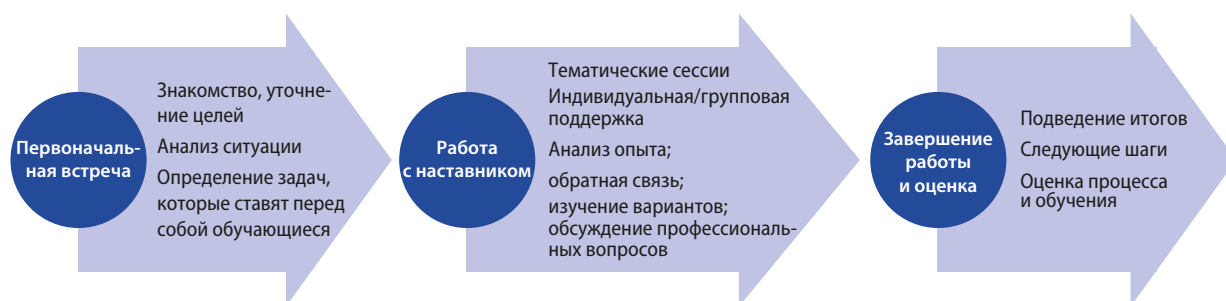 Первоначаль-
ная встреча
Знакомство, уточне-
ние целей
Анализ ситуации
Определение задач,
которые ставят перед
собой обучающиеся
Работа
с наставником
Тематические сессии
Индивидуальная/групповая
поддержка
Анализ опыта;
обратная связь;
изучение вариантов;
обсуждение профессиональ-
ных вопросов
Завершение
работы
и оценка
Подведение итогов
Следующие шаги
Оценка процесса
и обучения